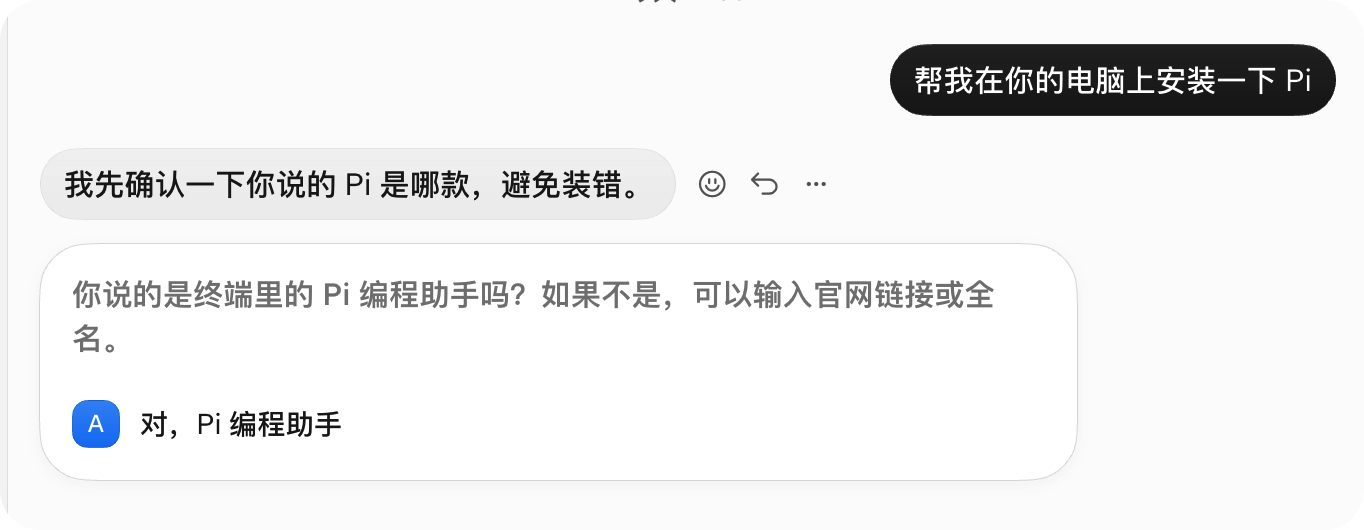 帮我在你的电脑上安装一下 Pi
我先确认一下你说的 Pi 是哪款，避免装错。
你说的是终端里的 Pi 编程助手吗？如果不是，可以输入官网链接或全
名。
A 对，Pi 编程助手